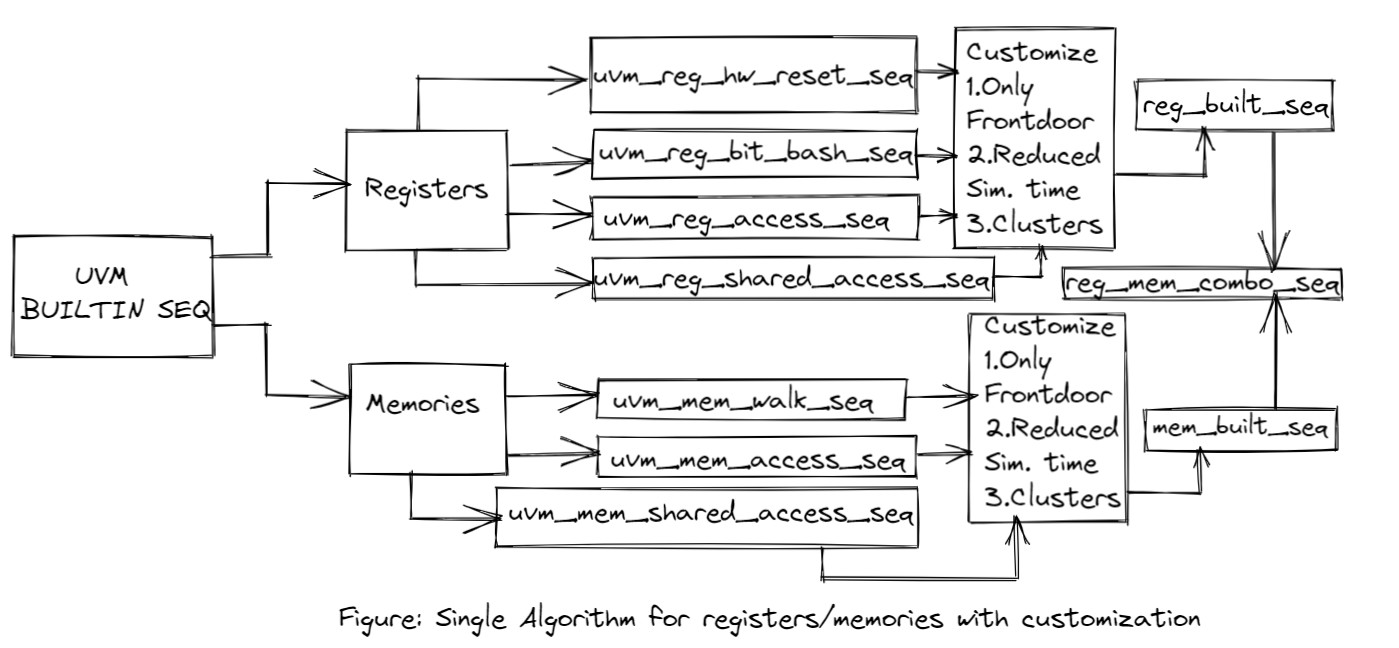 UVM
BUILTIN SEQ
Registers
uvm_reg_hw_reset_seq
uvm_reg_bit_bash_seq
uvm_reg_access_seq
uvm_reg_shared_access_seq
Customize
1.Only
Frontdoor
2.Reduced
Sim. time
3.Clusters
reg_built_seq
reg_mem_combo_seq
Memories
uvm_mem_walk_seq
uvm_mem_access_seq
uvm_mem_shared_access_seq
Customize
1.Only
Frontdoor
2.Reduced
Sim. time
3.Clusters
mem_built_seq
Figure: Single Algorithm for registers/memories with customization